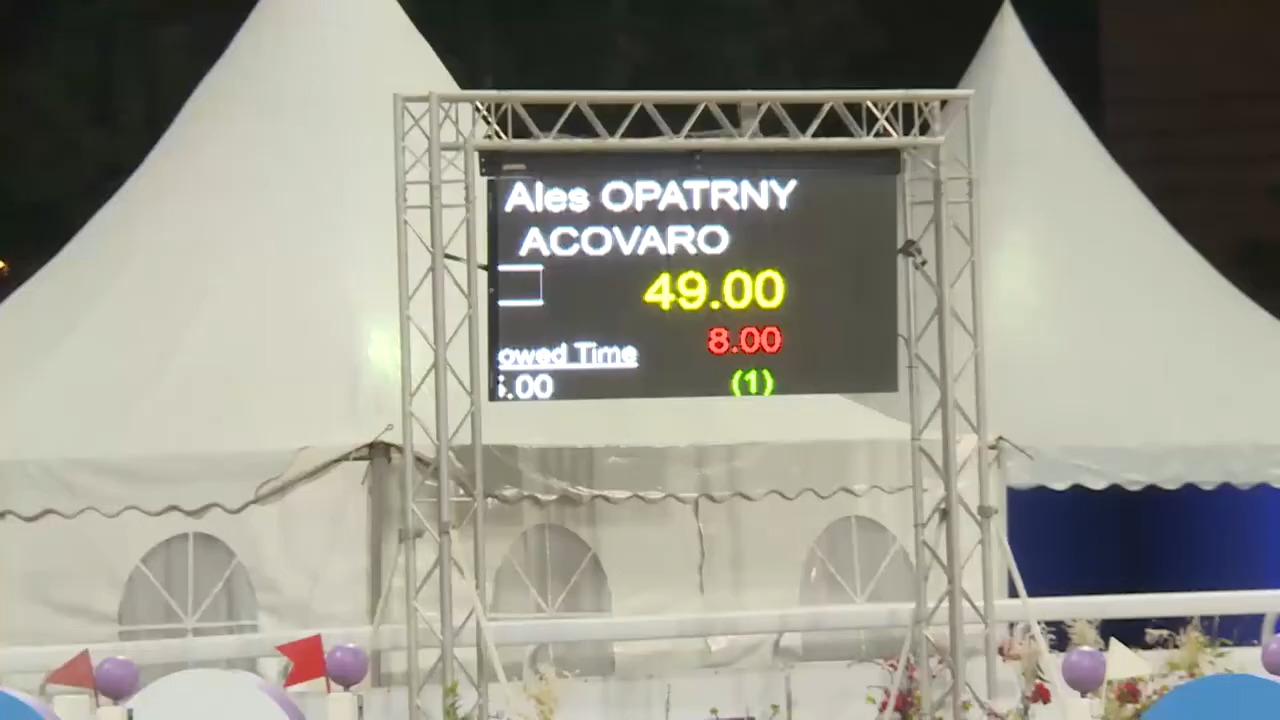 Ales OPATRNY
ACOVARO
49.00
8.00
owed Time
.00
(1)